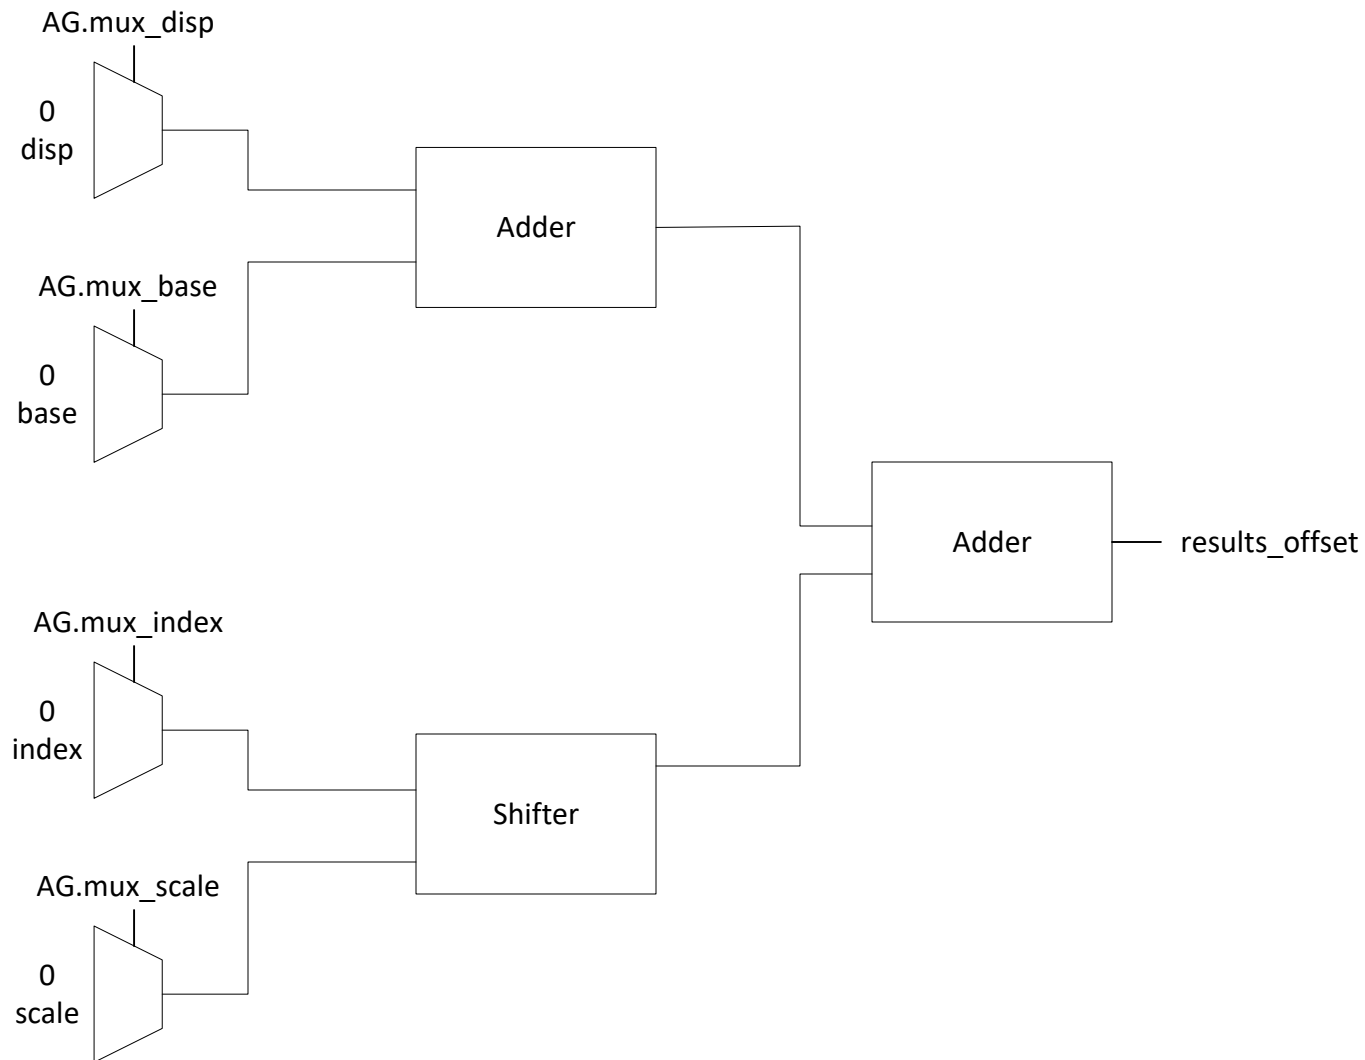 AG.mux_disp
0
disp
Adder
AG.mux_base
0
base
Adder
results_offset
AG.mux_index
0
index
Shifter
AG.mux_scale
0
scale